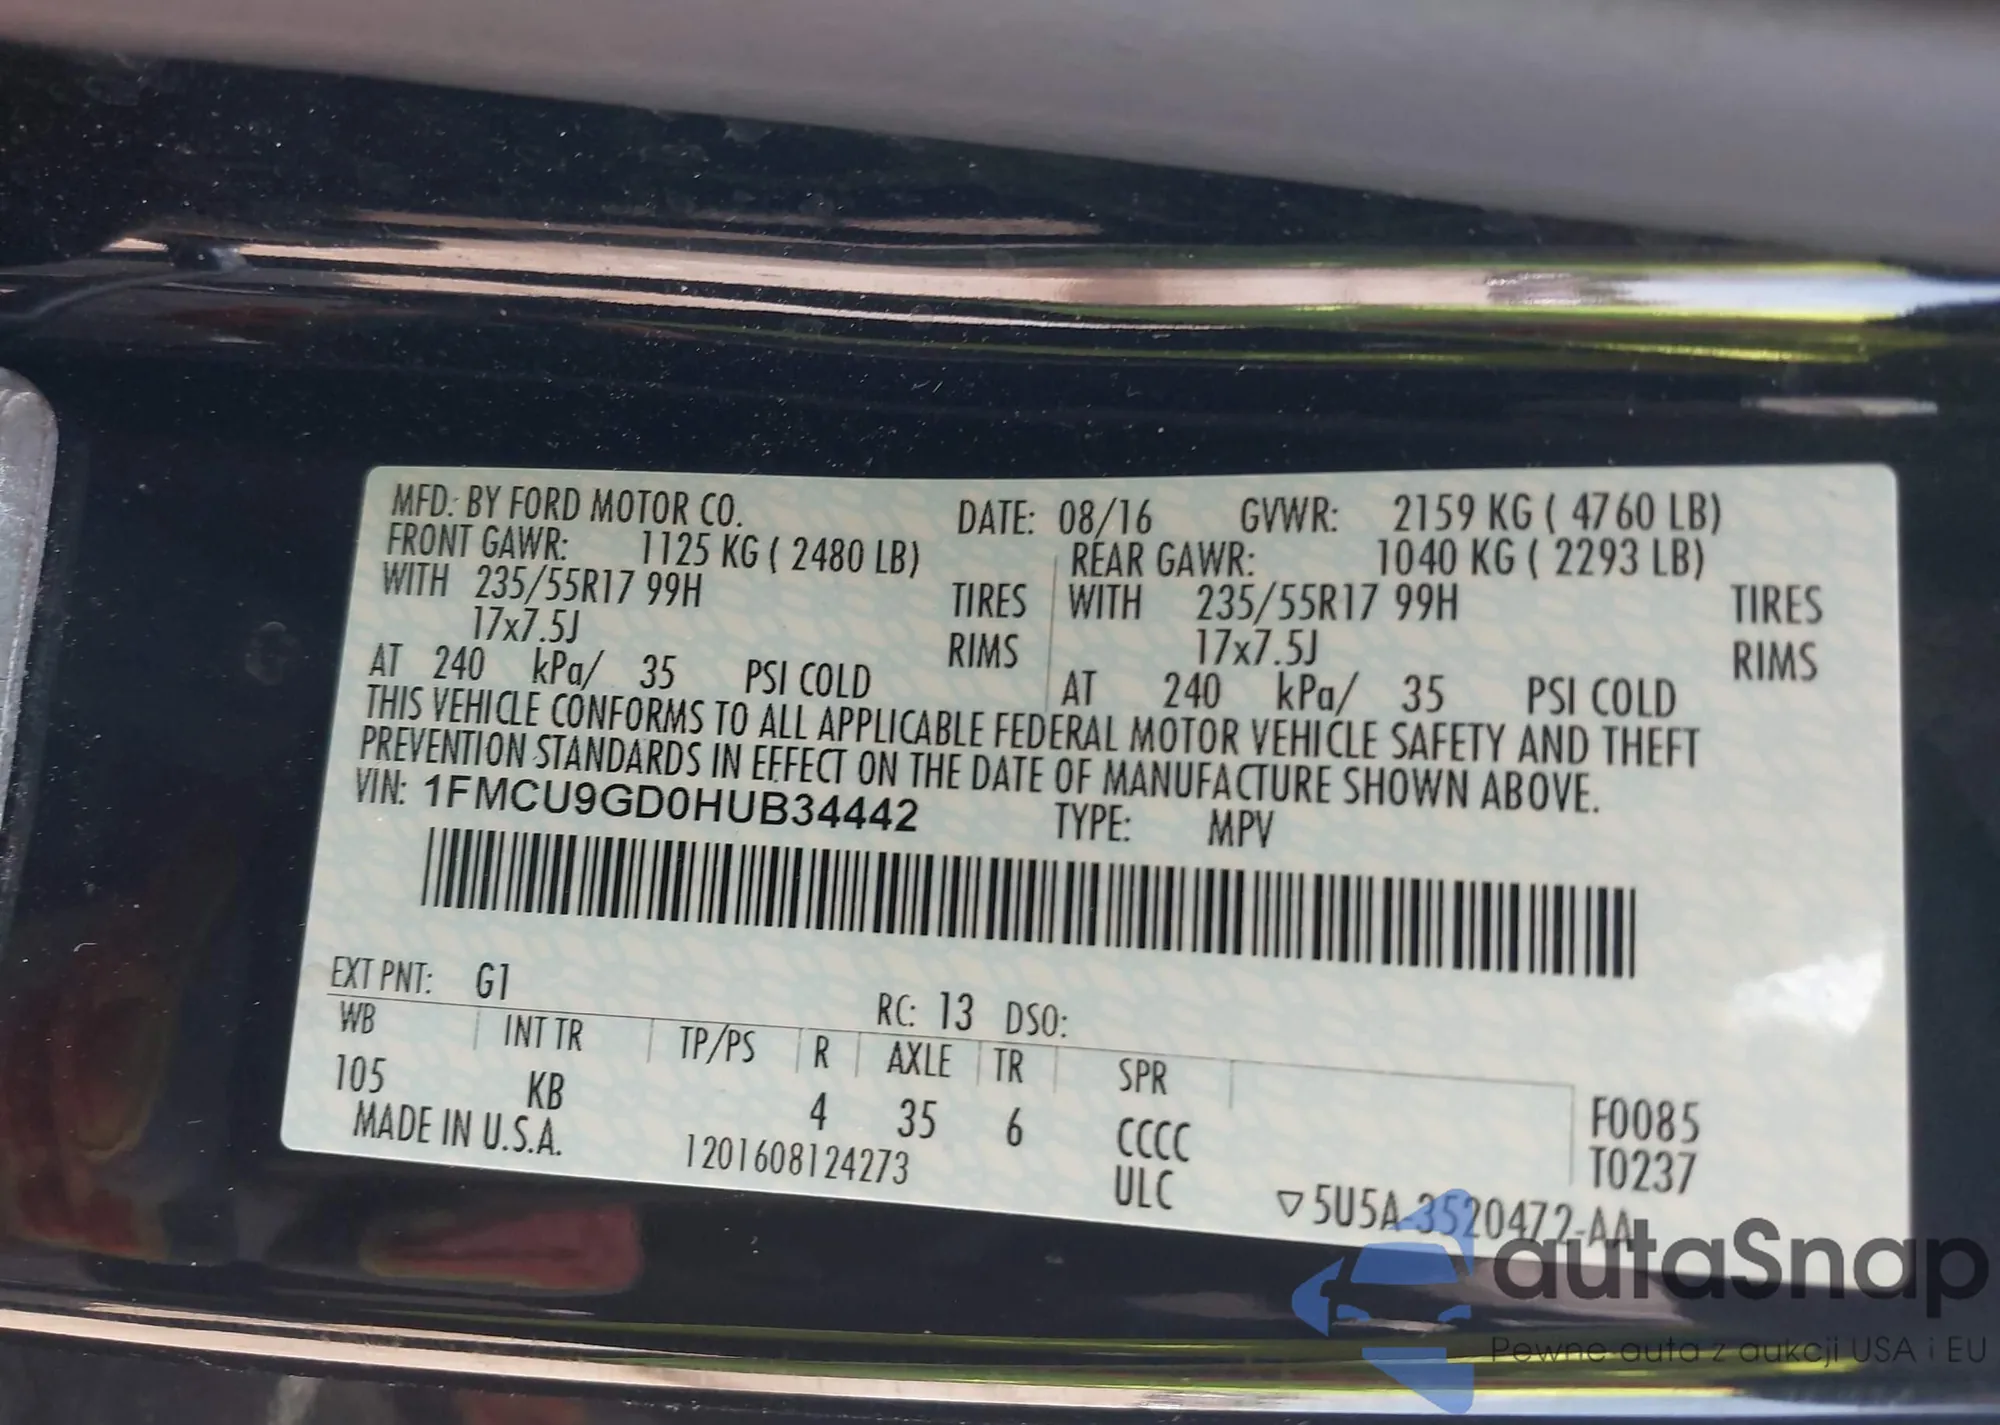 MFD. BY FORD MOTOR CO. DATE: 08/16 GVWR: 2159 KG ( 4760 LB)
FRONT GAWR: 1125 KG ( 2480 LB) REAR GAWR: 1040 KG ( 2293 LB)
WITH 235/55R17 99H TIRES WITH 235/55R17 99H TIRES
17x7.5J RIMS 17x7.5J RIMS
AT 240 kPa/ 35 PSI COLD AT 240 kPa/ 35 PSI COLD
THIS VEHICLE CONFORMS TO ALL APPLICABLE FEDERAL MOTOR VEHICLE SAFETY AND THEFT
PREVENTION STANDARDS IN EFFECT ON THE DATE OF MANUFACTURE SHOWN ABOVE.
VIN: 1FMCU9GD0HUB34442 TYPE: MPV
EXT PNT: G1 RC: 13 DSO:
WB INT TR TP/PS R AXLE TR SPR
105 KB 4 35 6 CCCC F0085
MADE IN U.S.A. 1201608124273 ULC T0237
▽5U5A-3520472-AA
autaSnap
Pewne auta z aukcji USA i EU